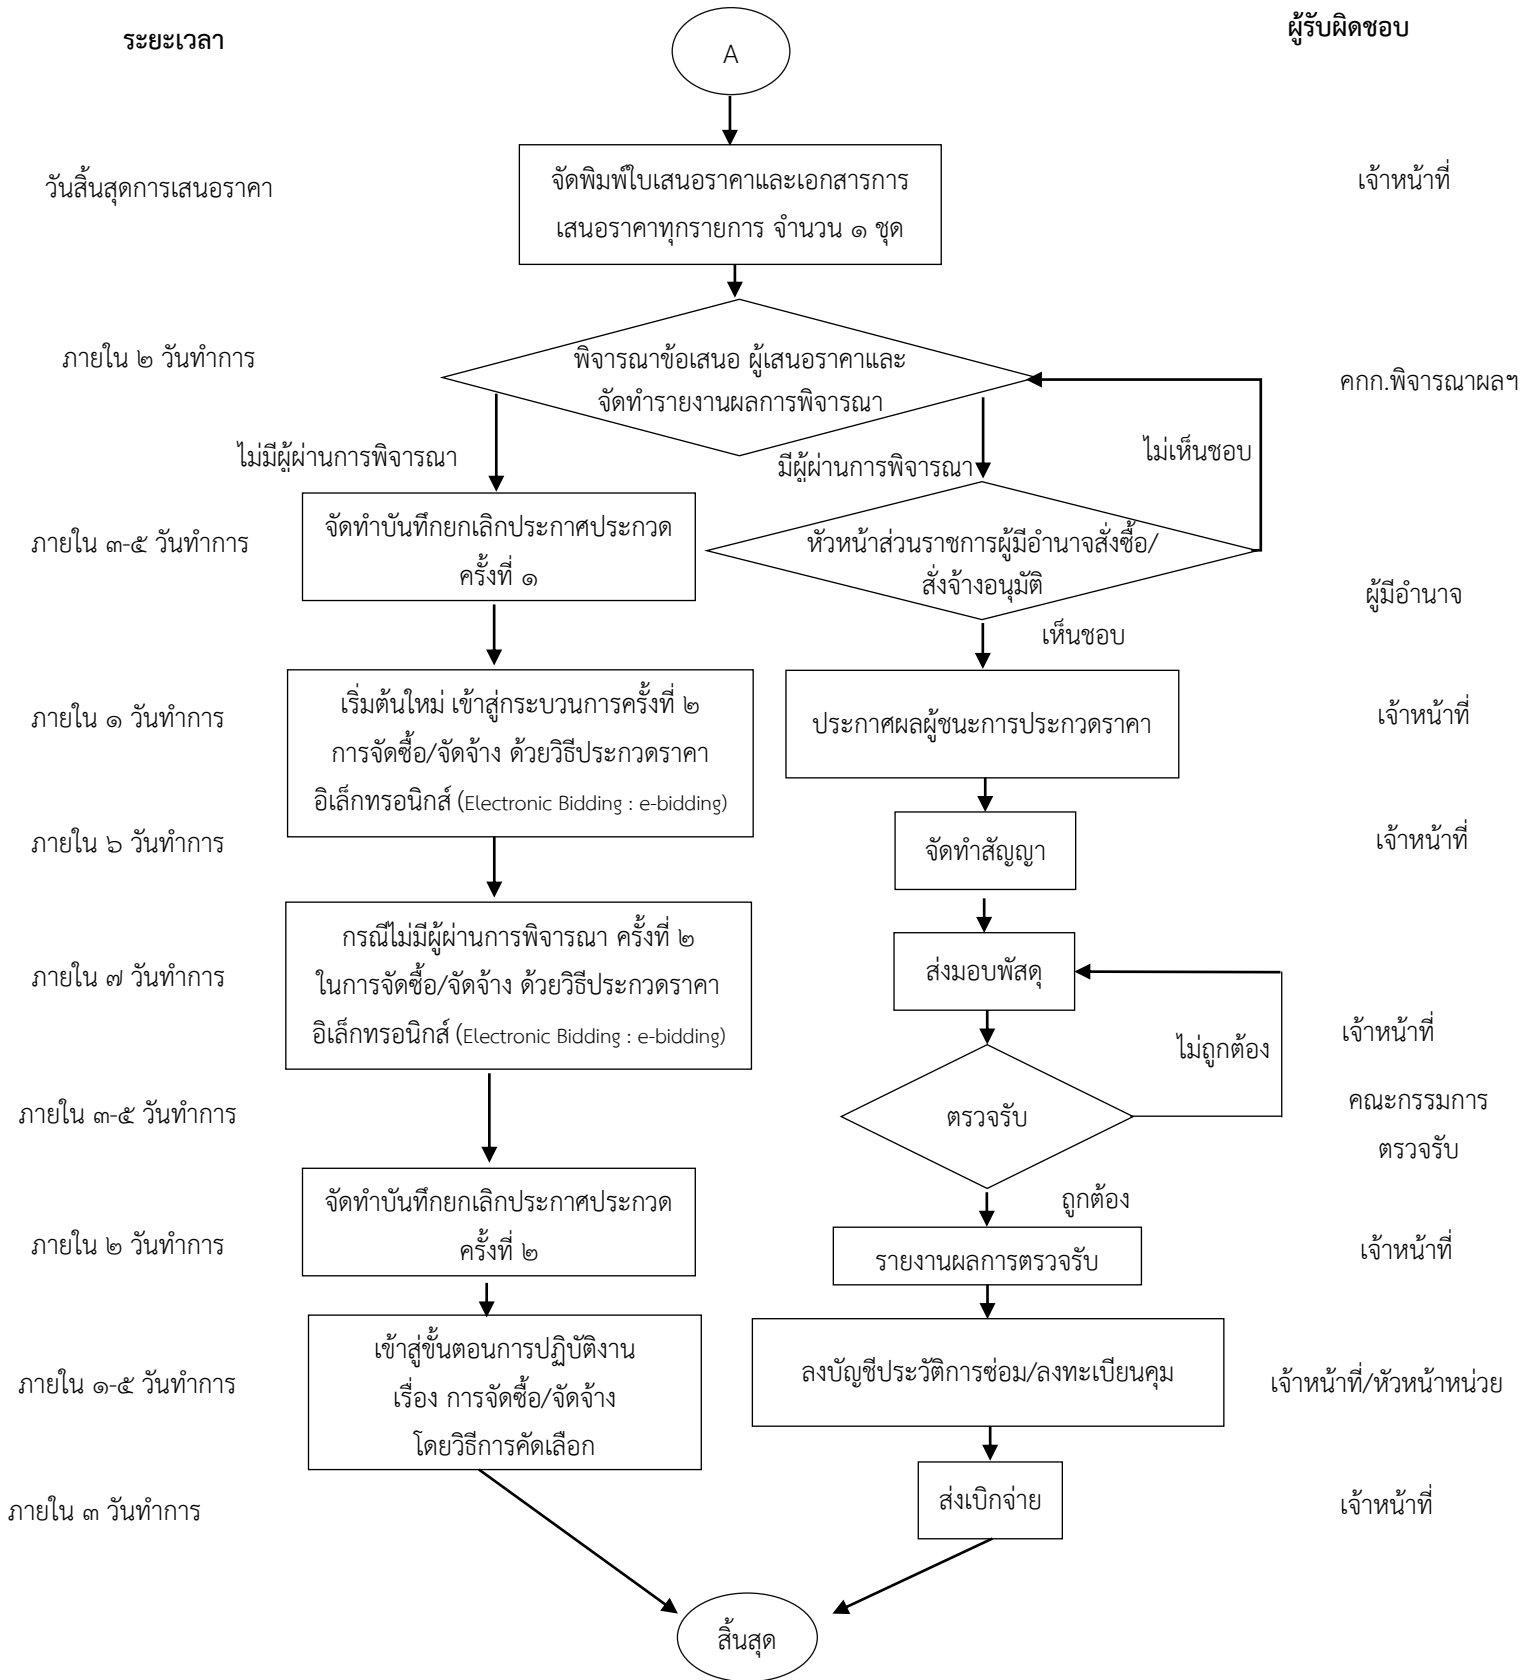 ระยะเวลา
ผู้รับผิดชอบ
A
วันสิ้นสุดการเสนอราคา
จัดพิมพ์ใบเสนอราคาและเอกสารการ
เสนอราคาทุกรายการ จำนวน ๑ ชุด
เจ้าหน้าที่
ภายใน ๒ วันทำการ
พิจารณาข้อเสนอ ผู้เสนอราคาและ
จัดทำรายงานผลการพิจารณา
คกก.พิจารณาผลฯ
ไม่มีผู้ผ่านการพิจารณา
มีผู้ผ่านการพิจารณา
ไม่เห็นชอบ
ภายใน ๓-๕ วันทำการ
จัดทำบันทึกยกเลิกประกาศประกวด
ครั้งที่ ๑
หัวหน้าส่วนราชการผู้มีอำนาจสั่งซื้อ/
สั่งจ้างอนุมัติ
ผู้มีอำนาจ
เห็นชอบ
ภายใน ๑ วันทำการ
เริ่มต้นใหม่ เข้าสู่กระบวนการครั้งที่ ๒
การจัดซื้อ/จัดจ้าง ด้วยวิธีประกวดราคา
อิเล็กทรอนิกส์ (Electronic Bidding : e-bidding)
ประกาศผลผู้ชนะการประกวดราคา
เจ้าหน้าที่
ภายใน ๖ วันทำการ
จัดทำสัญญา
เจ้าหน้าที่
ภายใน ๗ วันทำการ
กรณีไม่มีผู้ผ่านการพิจารณา ครั้งที่ ๒
ในการจัดซื้อ/จัดจ้าง ด้วยวิธีประกวดราคา
อิเล็กทรอนิกส์ (Electronic Bidding : e-bidding)
ส่งมอบพัสดุ
เจ้าหน้าที่
ไม่ถูกต้อง
ภายใน ๓-๕ วันทำการ
ตรวจรับ
คณะกรรมการ
ตรวจรับ
ถูกต้อง
ภายใน ๒ วันทำการ
จัดทำบันทึกยกเลิกประกาศประกวด
ครั้งที่ ๒
รายงานผลการตรวจรับ
เจ้าหน้าที่
ภายใน ๑-๕ วันทำการ
เข้าสู่ขั้นตอนการปฏิบัติงาน
เรื่อง การจัดซื้อ/จัดจ้าง
โดยวิธีการคัดเลือก
ลงบัญชีประวัติการซ่อม/ลงทะเบียนคุม
เจ้าหน้าที่/หัวหน้าหน่วย
ภายใน ๓ วันทำการ
ส่งเบิกจ่าย
เจ้าหน้าที่
สิ้นสุด